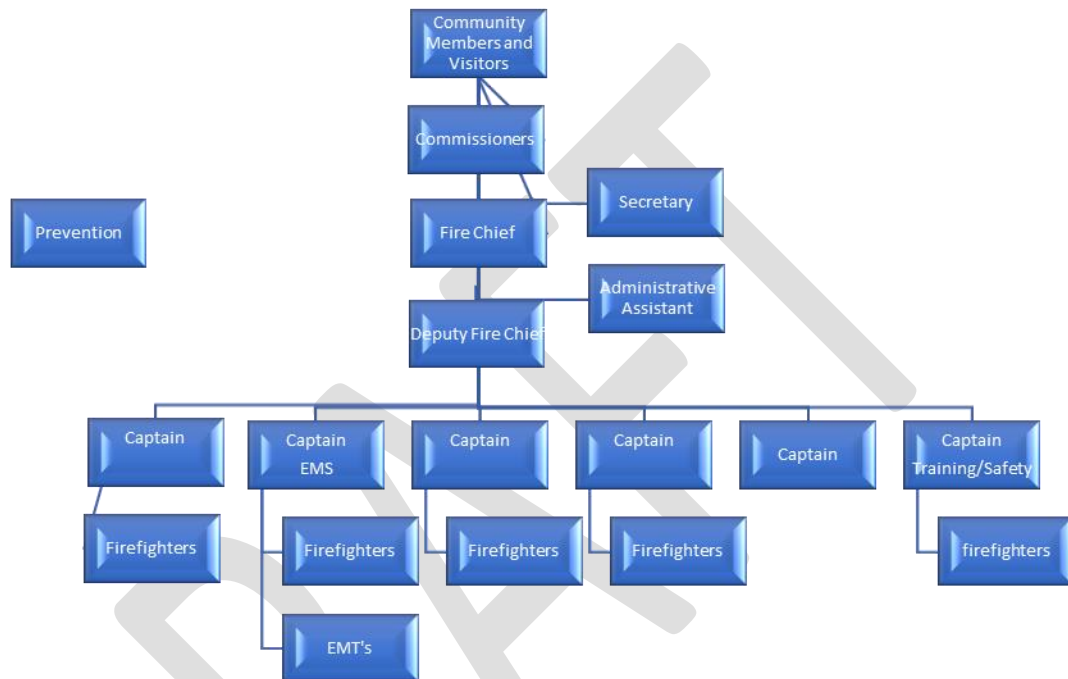 Community
Members and
Visitors
Commissioners
Secretary
Prevention
Fire Chief
Administrative
Assistant
Deputy Fire Chief
Captain
Captain
EMS
Captain
Captain
Captain
Captain
Training/Safety
Firefighters
Firefighters
Firefighters
Firefighters
firefighters
EMT's
DRAFT